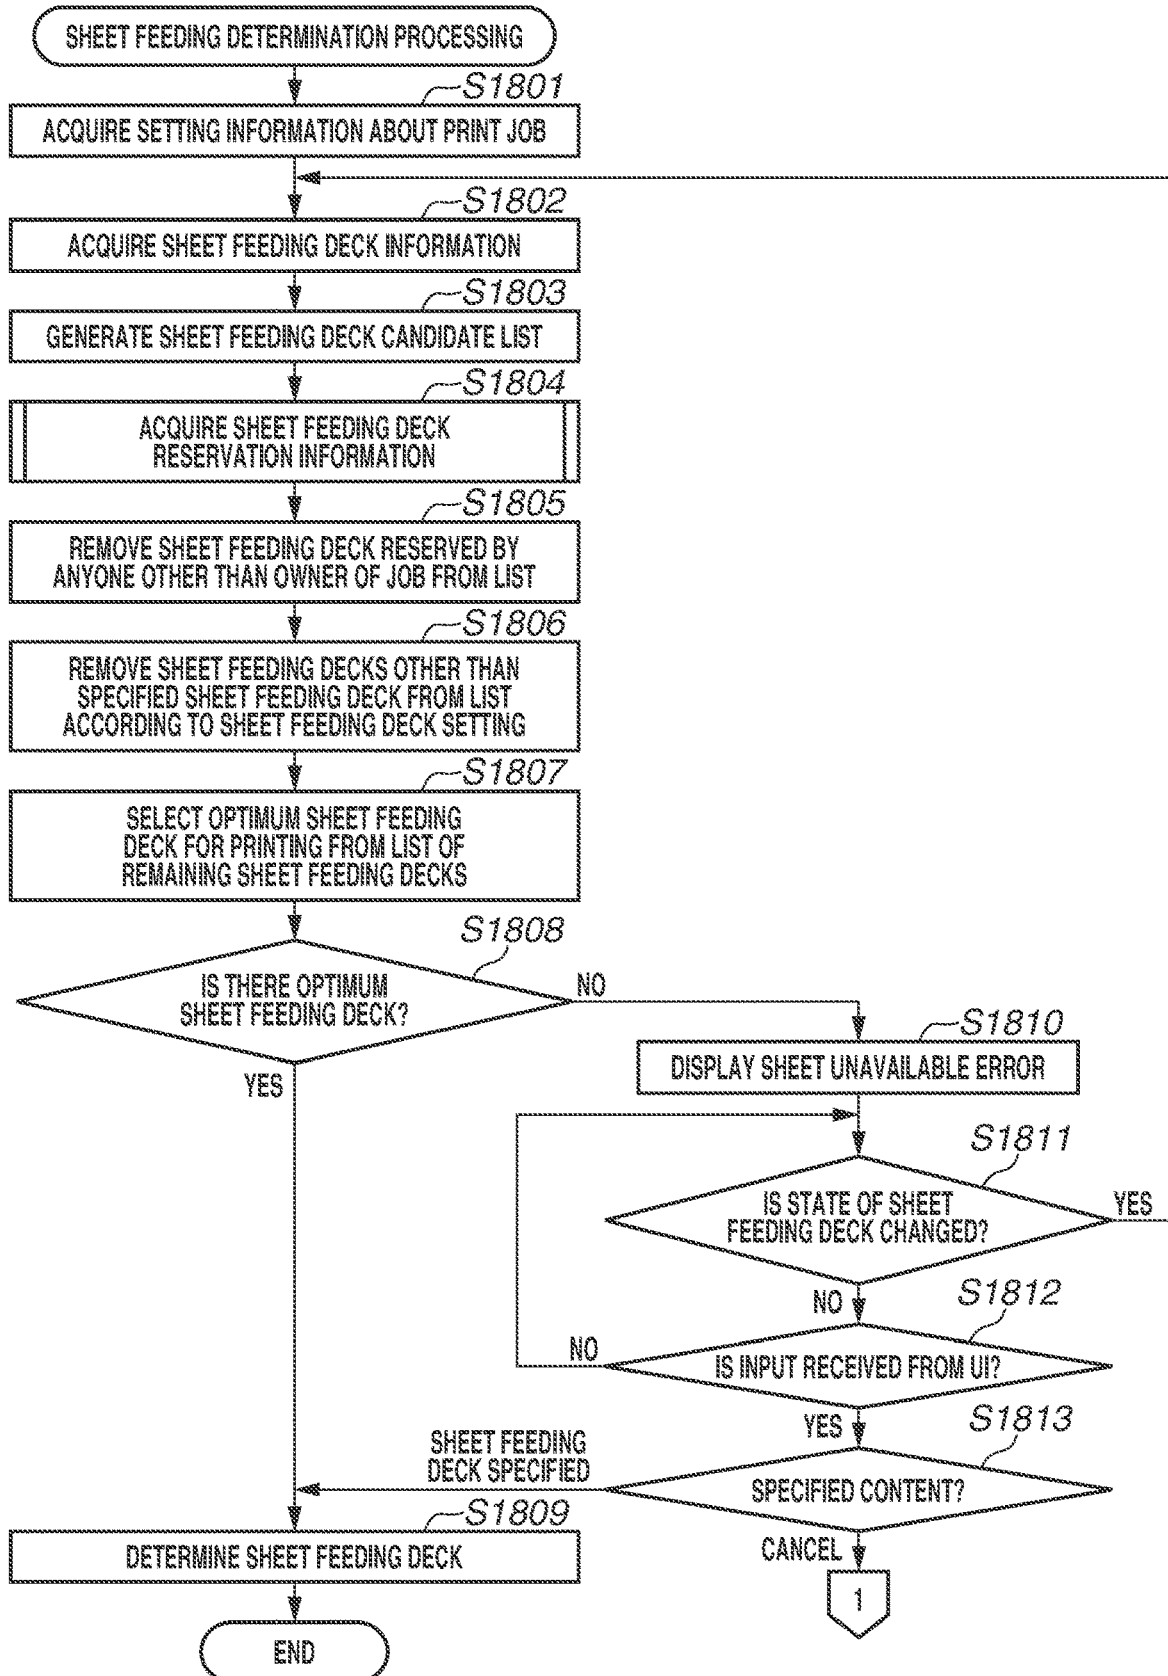 SHEET FEEDING DETERMINATION PROCESSING
S1801
ACQUIRE SETTING INFORMATION ABOUT PRINT JOB
S1802
ACQUIRE SHEET FEEDING DECK INFORMATION
S1803
GENERATE SHEET FEEDING DECK CANDIDATE LIST
S1804
ACQUIRE SHEET FEEDING DECK
RESERVATION INFORMATION
S1805
REMOVE SHEET FEEDING DECK RESERVED BY
ANYONE OTHER THAN OWNER OF JOB FROM LIST
S1806
REMOVE SHEET FEEDING DECKS OTHER THAN
SPECIFIED SHEET FEEDING DECK FROM LIST
ACCORDING TO SHEET FEEDING DECK SETTING
S1807
SELECT OPTIMUM SHEET FEEDING
DECK FOR PRINTING FROM LIST OF
REMAINING SHEET FEEDING DECKS
S1808
IS THERE OPTIMUM
SHEET FEEDING DECK?
NO
YES
S1810
DISPLAY SHEET UNAVAILABLE ERROR
S1811
IS STATE OF SHEET
FEEDING DECK CHANGED?
YES
NO
S1812
IS INPUT RECEIVED FROM UI?
NO
YES
S1813
SPECIFIED CONTENT?
SHEET FEEDING
DECK SPECIFIED
CANCEL
1
S1809
DETERMINE SHEET FEEDING DECK
END